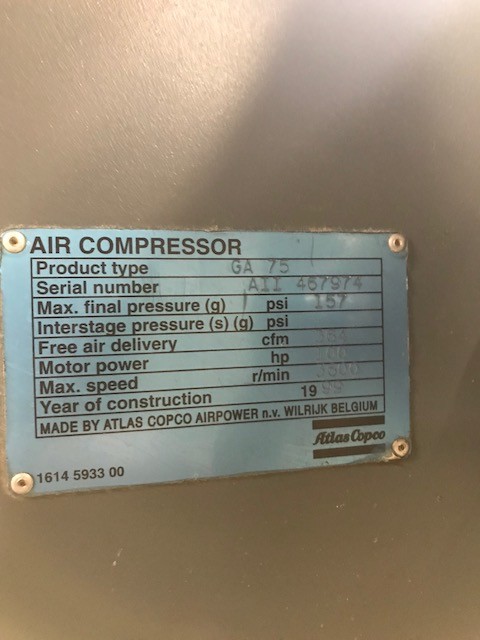 AIR COMPRESSOR
Product type GA 75
Serial number AII 467974
Max. final pressure (g) psi 157
Interstage pressure (s) (g) psi
Free air delivery cfm
Motor power hp
Max. speed r/min
Year of construction 19
MADE BY ATLAS COPCO AIRPOWER n.v. WILRIJK BELGIUM
Atlas Copco
1614 5933 00